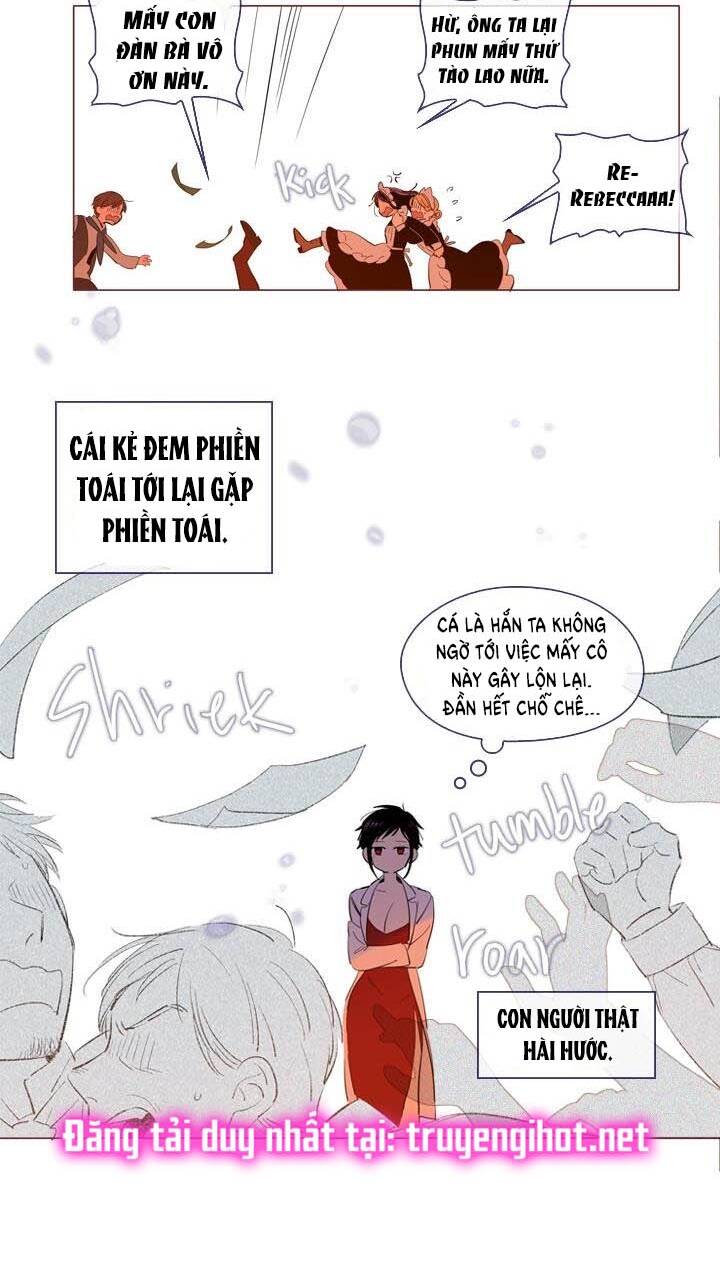 MẤY CON
ĐÀN BÀ VÔ
ƠN NÀY.
HỪ, ÔNG TA LẠI
PHUN MẤY THỨ
TÀO LAO NỮA.
RE-
REBECCAAA!
KICK
CÁI KẺ ĐEM PHIỀN
TOÁI TỚI LẠI GẶP
PHIỀN TOÁI.
CÁ LÀ HẮN TA KHÔNG
NGỜ TỚI VIỆC MẤY CÔ
NÀY GÂY LỘN LẠI.
ĐẦN HẾT CHỖ CHÊ...
Shriek
tumble
roar
CON NGƯỜI THẬT
HÀI HƯỚC.
Đăng tải duy nhất tại: truyengihot.net